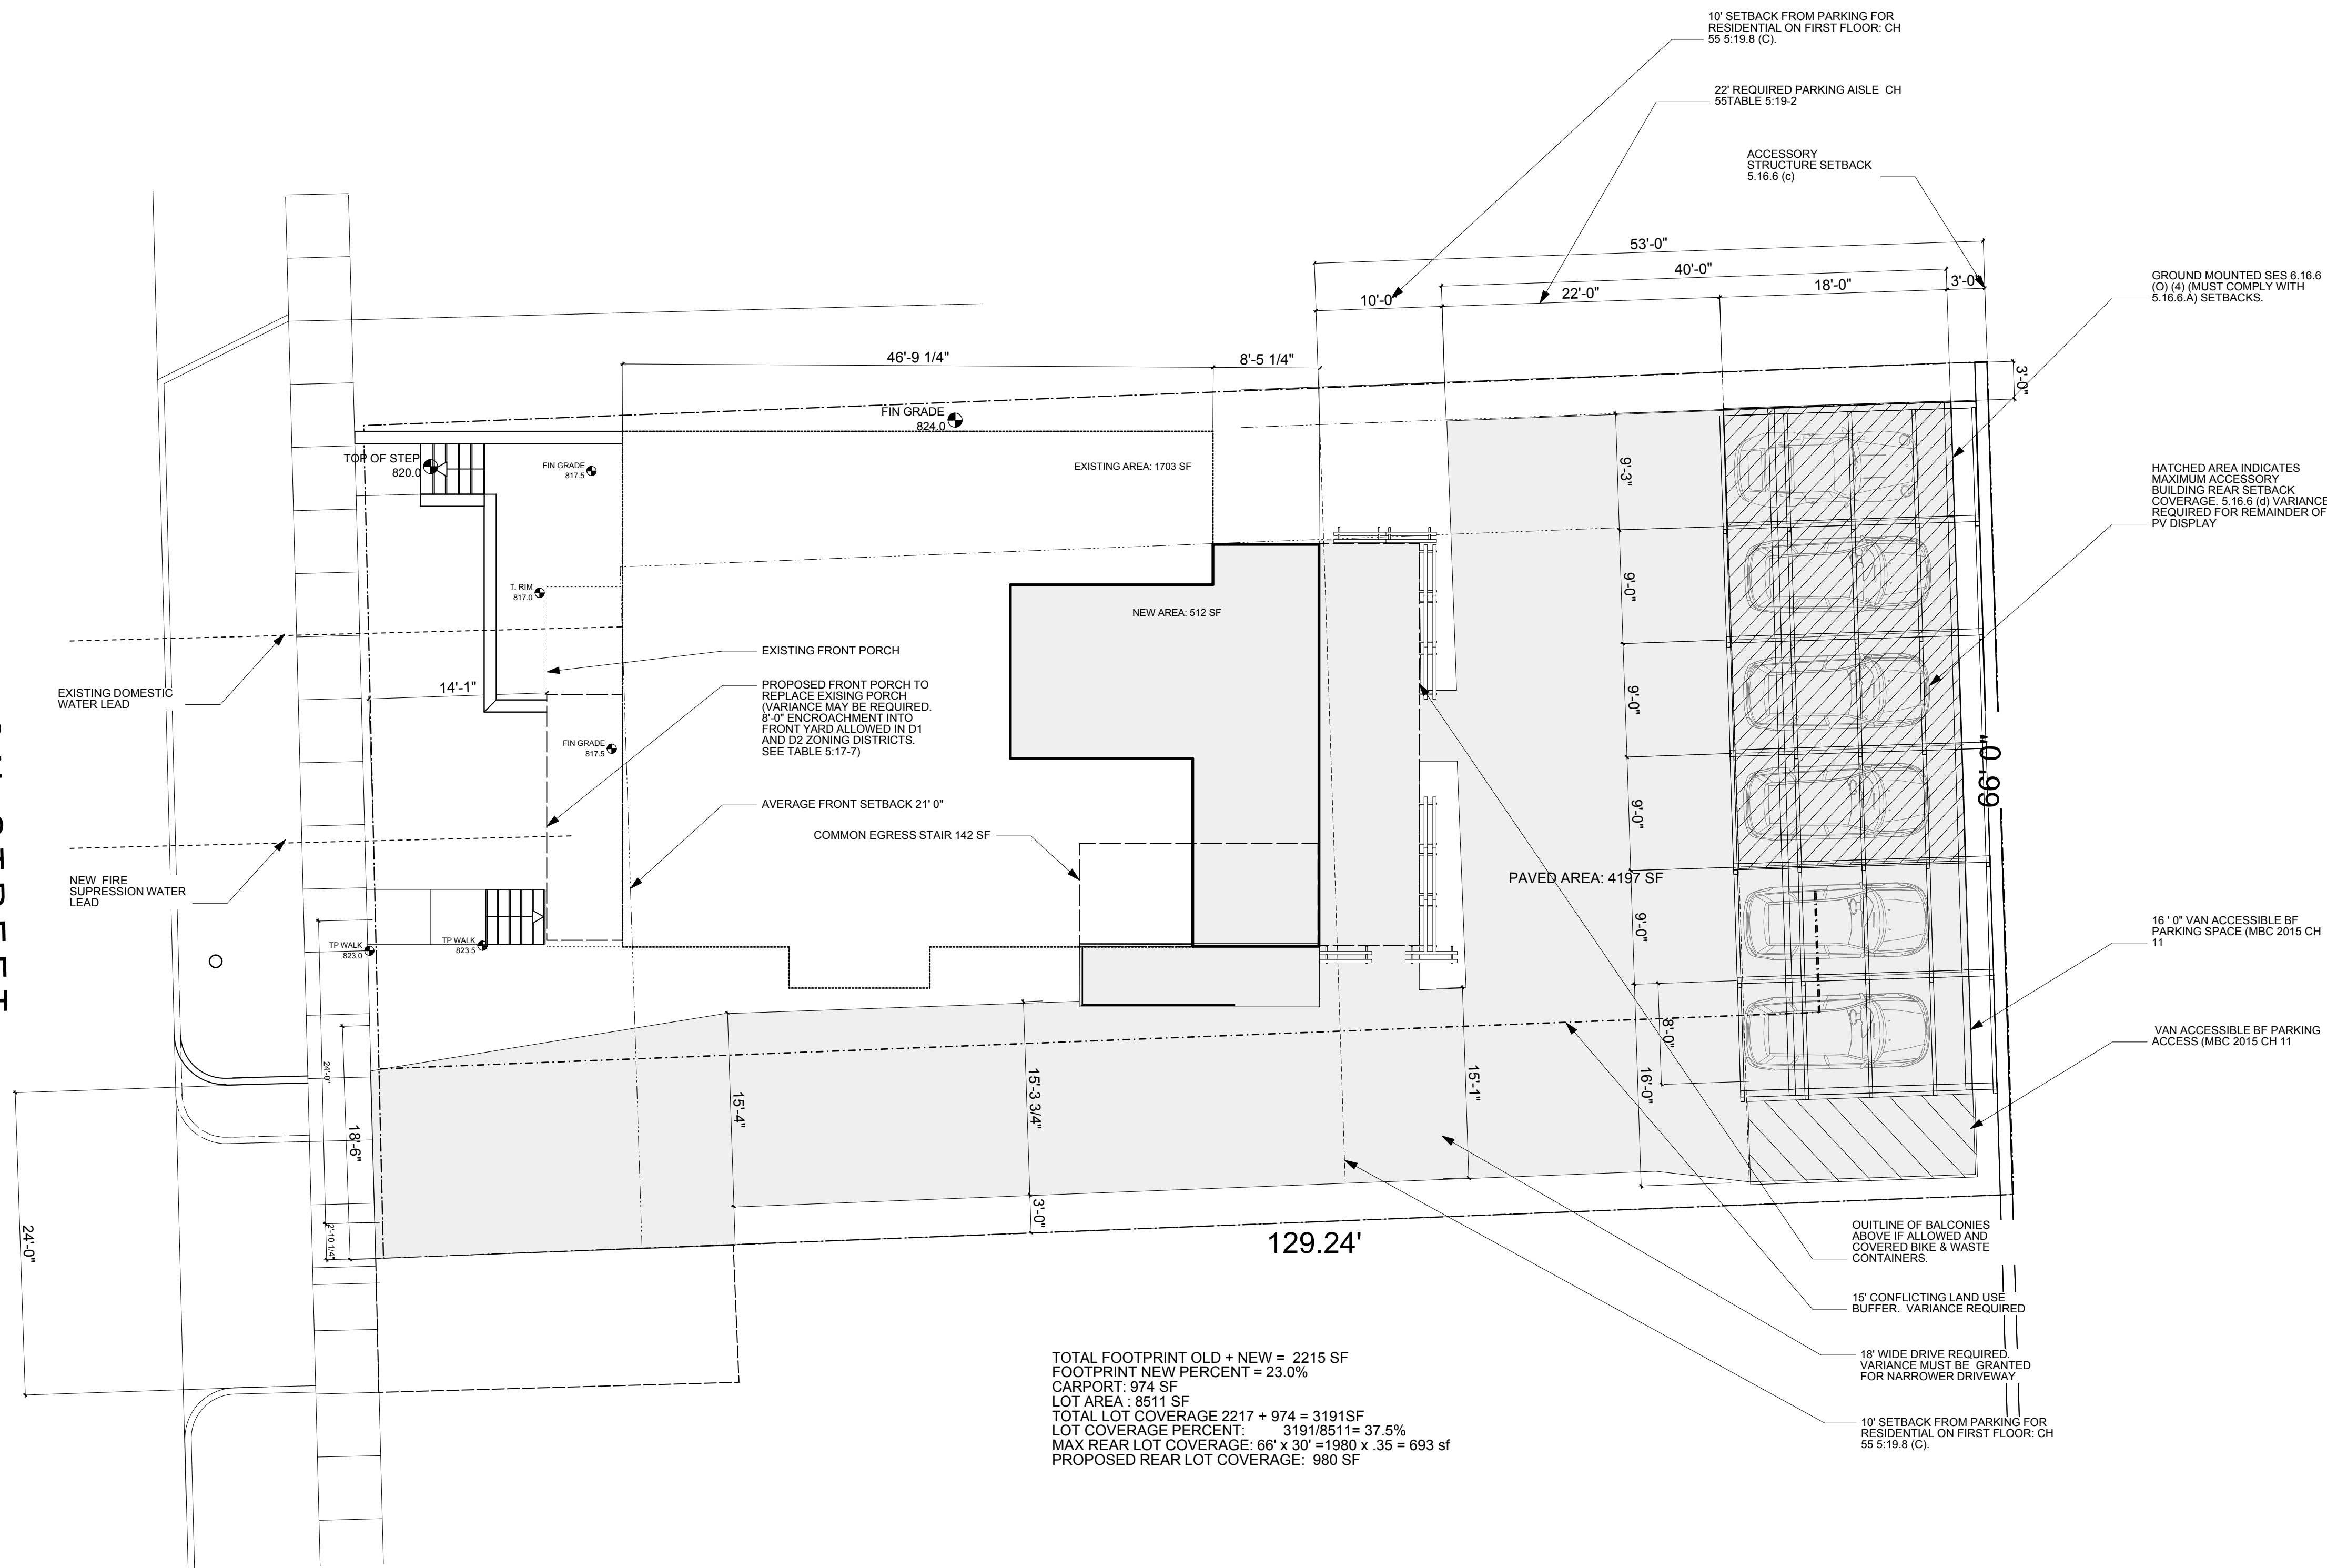 10' SETBACK FROM PARKING FOR
RESIDENTIAL ON FIRST FLOOR: CH
55 5:19.8 (C).
22' REQUIRED PARKING AISLE CH
55TABLE 5:19-2
ACCESSORY
STRUCTURE SETBACK
5.16.6 (c)
53'-0"
40'-0"
10'-0
22'-0"
18'-0"
3'-0"
GROUND MOUNTED SES 6.16.6
(O) (4) (MUST COMPLY WITH
5.16.6.A) SETBACKS.
46'-9 1/4"
8'-5 1/4"
3'-0"
FIN GRADE
824.0
TOP OF STEP
820.0
FIN GRADE
817.5
EXISTING AREA: 1703 SF
9'-3"
HATCHED AREA INDICATES
MAXIMUM ACCESSORY
BUILDING REAR SETBACK
COVERAGE. 5.16.6 (d) VARIANCE
REQUIRED FOR REMAINDER OF
PV DISPLAY
T. RIM
817.0
NEW AREA: 512 SF
9'-0"
EXISTING FRONT PORCH
EXISTING DOMESTIC
WATER LEAD
14'-1"
PROPOSED FRONT PORCH TO
REPLACE EXISING PORCH
(VARIANCE MAY BE REQUIRED.
8'-0" ENCROACHMENT INTO
FRONT YARD ALLOWED IN D1
AND D2 ZONING DISTRICTS.
SEE TABLE 5:17-7)
9'-0"
FIN GRADE
817.5
66' 0"
AVERAGE FRONT SETBACK 21' 0"
9'-0"
COMMON EGRESS STAIR 142 SF
STREET
NEW FIRE
SUPRESSION WATER
LEAD
PAVED AREA: 4197 SF
9'-0"
16 ' 0" VAN ACCESSIBLE BF
PARKING SPACE (MBC 2015 CH
11
TP WALK
823.0
TP WALK
823.5
8'-0"
VAN ACCESSIBLE BF PARKING
ACCESS (MBC 2015 CH 11
24'-0"
15'-4"
15'-3 3/4"
15'-1"
16'-0"
18'-6"
2'-10 1/4"
3'-0"
24'-0"
129.24'
OUITLINE OF BALCONIES
ABOVE IF ALLOWED AND
COVERED BIKE & WASTE
CONTAINERS.
15' CONFLICTING LAND USE
BUFFER. VARIANCE REQUIRED
18' WIDE DRIVE REQUIRED.
VARIANCE MUST BE GRANTED
FOR NARROWER DRIVEWAY
10' SETBACK FROM PARKING FOR
RESIDENTIAL ON FIRST FLOOR: CH
55 5:19.8 (C).
TOTAL FOOTPRINT OLD + NEW = 2215 SF
FOOTPRINT NEW PERCENT = 23.0%
CARPORT: 974 SF
LOT AREA : 8511 SF
TOTAL LOT COVERAGE 2217 + 974 = 3191SF
LOT COVERAGE PERCENT: 3191/8511= 37.5%
MAX REAR LOT COVERAGE: 66' x 30' =1980 x .35 = 693 sf
PROPOSED REAR LOT COVERAGE: 980 SF